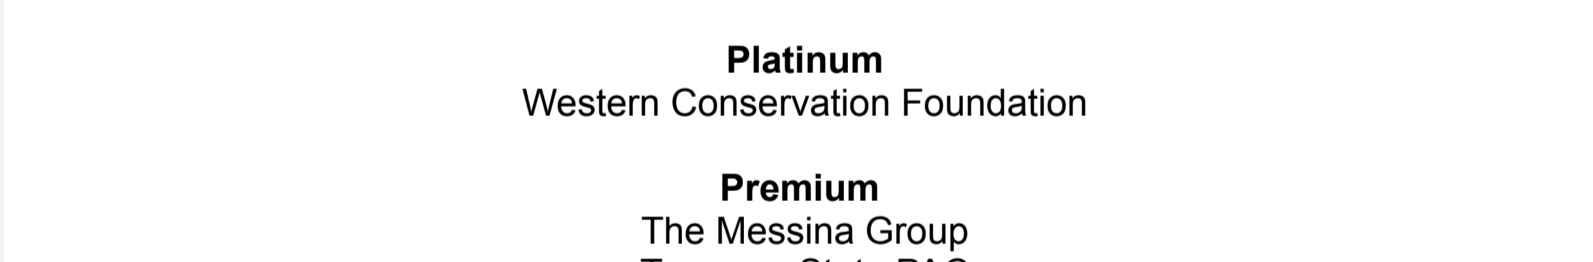 Platinum
Western Conservation Foundation
Premium
The Messina Group